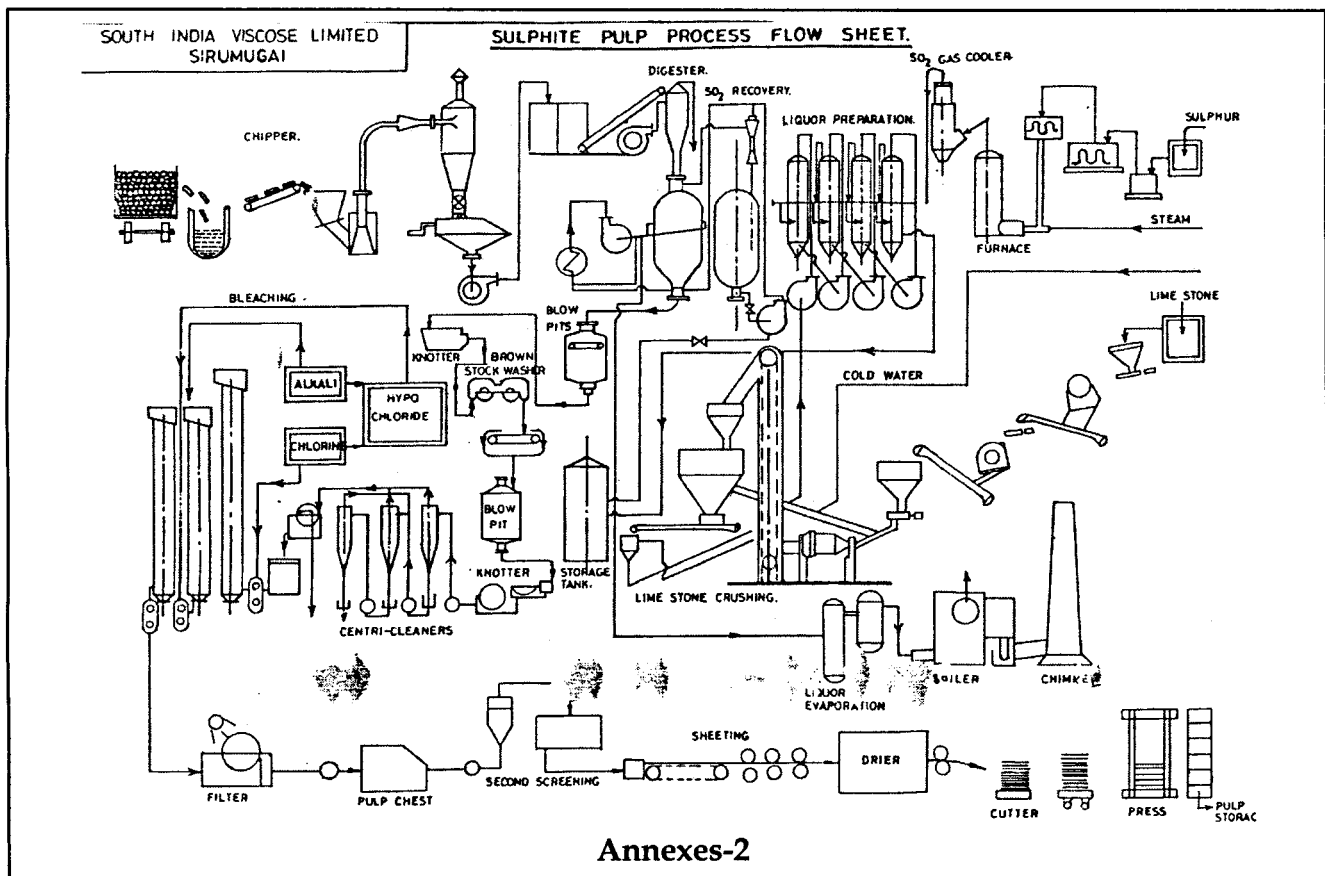 SOUTH INDIA VISCOSE LIMITED
SIRUMUGAI
SULPHITE PULP PROCESS FLOW SHEET.
DIGESTER.
SO2 RECOVERY.
SO2 GAS COOLER.
LIQUOR PREPARATION.
SULPHUR
CHIPPER.
STEAM
FURNACE
BLEACHING
LIME STONE
BLOW
PITS
KNOTTER
BROWN
STOCK WASHER
COLD WATER
ALKALI
HYPO
CHLORIDE
CHLORIN
BLOW
PIT
KNOTTER
STORAGE
TANK.
LIME STONE CRUSHING.
CENTRI-CLEANERS
LIQUOR
EVAPORATION
BOILER
CHIMNEY
SHEETING
SECOND SCREENING
DRIER
FILTER
PULP CHEST
CUTTER
PRESS
PULP
STORAC
Annexes-2